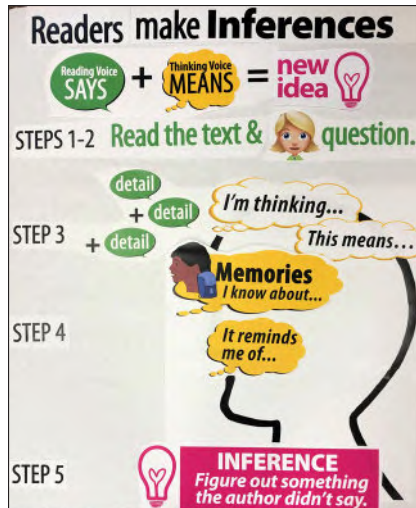 Readers make Inferences
Reading Voice SAYS + Thinking Voice MEANS = new idea
STEPS 1-2 Read the text & question.
detail
+ detail
I'm thinking...
STEP 3 + detail
This means...
Memories
I know about...
STEP 4
It reminds me of...
STEP 5
INFERENCE
Figure out something
the author didn't say.